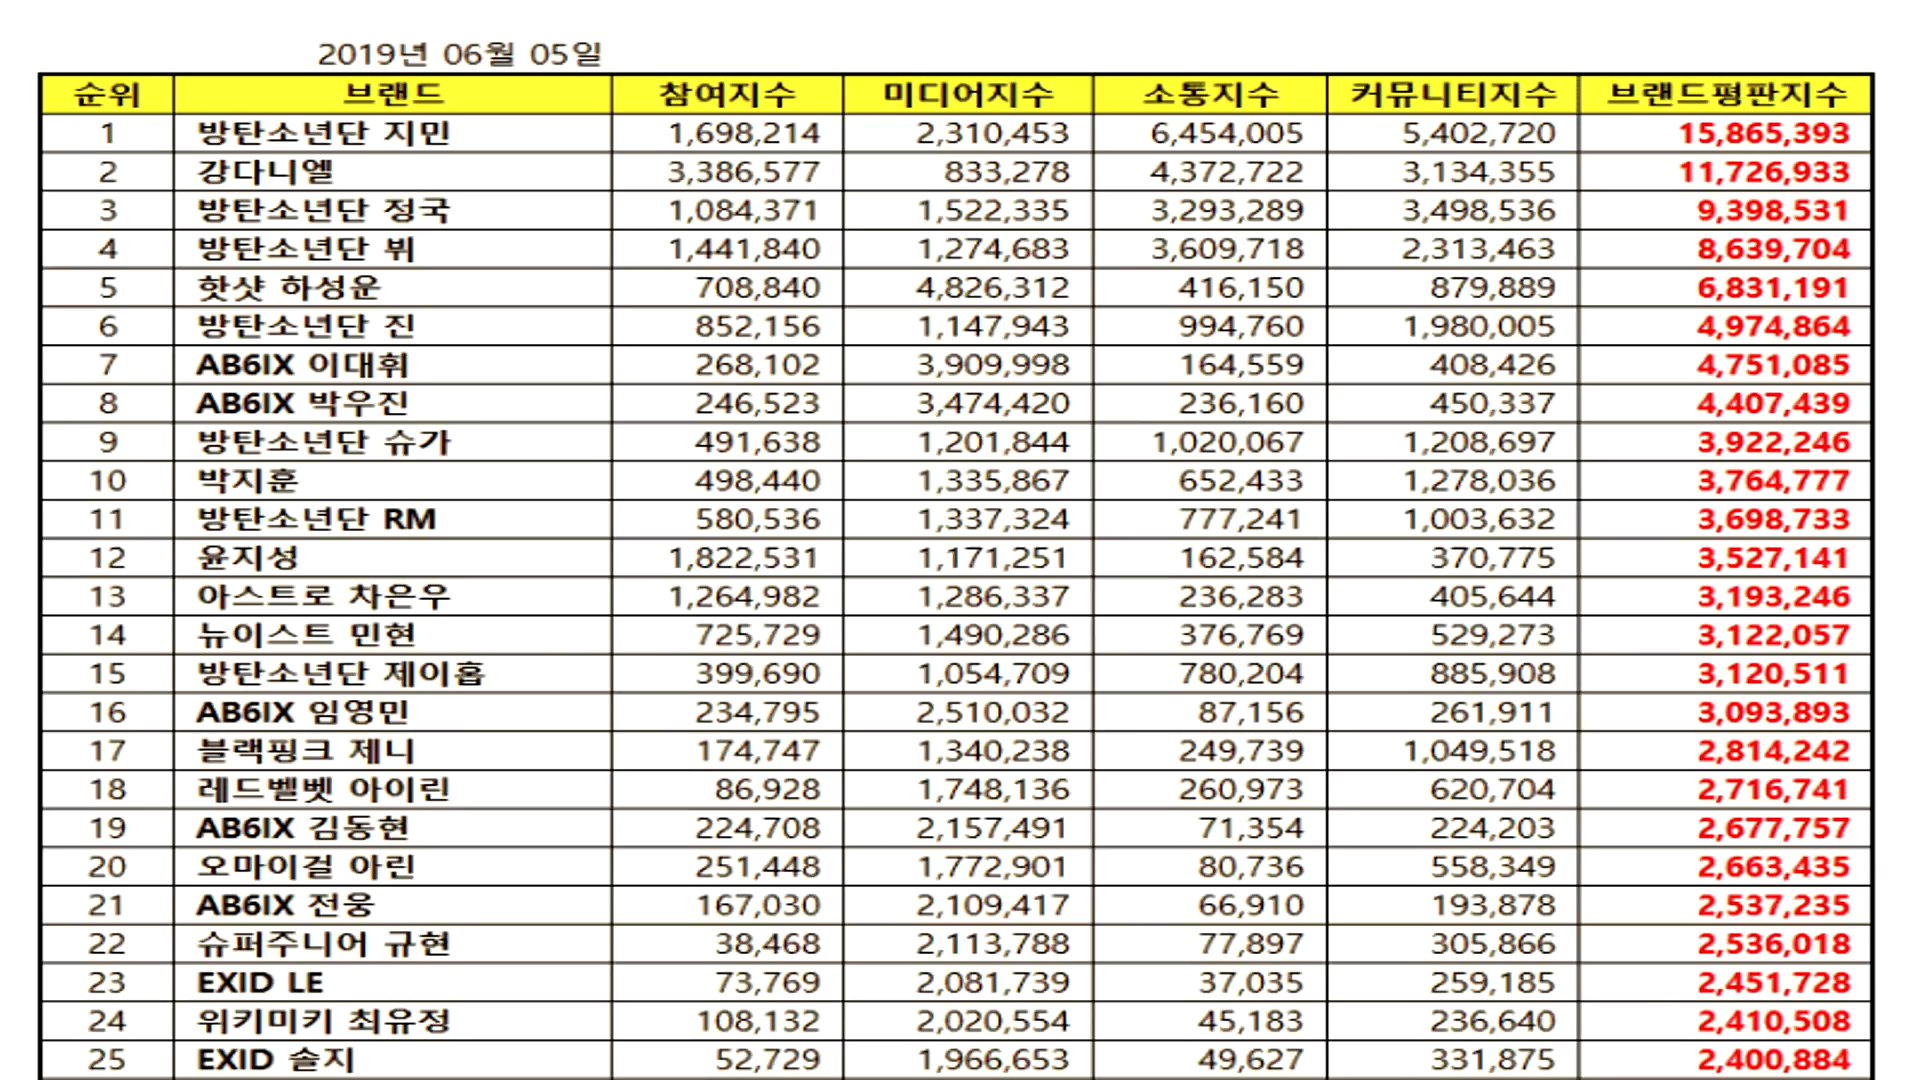 2019년 06월 05일
순위 브랜드 참여지수 미디어지수 소통지수 커뮤니티지수 브랜드평판지수
1 방탄소년단 지민 1,698,214 2,310,453 6,454,005 5,402,720 15,865,393
2 강다니엘 3,386,577 833,278 4,372,722 3,134,355 11,726,933
3 방탄소년단 정국 1,084,371 1,522,335 3,293,289 3,498,536 9,398,531
4 방탄소년단 뷔 1,441,840 1,274,683 3,609,718 2,313,463 8,639,704
5 핫샷 하성운 708,840 4,826,312 416,150 879,889 6,831,191
6 방탄소년단 진 852,156 1,147,943 994,760 1,980,005 4,974,864
7 AB6IX 이대휘 268,102 3,909,998 164,559 408,426 4,751,085
8 AB6IX 박우진 246,523 3,474,420 236,160 450,337 4,407,439
9 방탄소년단 슈가 491,638 1,201,844 1,020,067 1,208,697 3,922,246
10 박지훈 498,440 1,335,867 652,433 1,278,036 3,764,777
11 방탄소년단 RM 580,536 1,337,324 777,241 1,003,632 3,698,733
12 윤지성 1,822,531 1,171,251 162,584 370,775 3,527,141
13 아스트로 차은우 1,264,982 1,286,337 236,283 405,644 3,193,246
14 뉴이스트 민현 725,729 1,490,286 376,769 529,273 3,122,057
15 방탄소년단 제이홉 399,690 1,054,709 780,204 885,908 3,120,511
16 AB6IX 임영민 234,795 2,510,032 87,156 261,911 3,093,893
17 블랙핑크 제니 174,747 1,340,238 249,739 1,049,518 2,814,242
18 레드벨벳 아이린 86,928 1,748,136 260,973 620,704 2,716,741
19 AB6IX 김동현 224,708 2,157,491 71,354 224,203 2,677,757
20 오마이걸 아린 251,448 1,772,901 80,736 558,349 2,663,435
21 AB6IX 전웅 167,030 2,109,417 66,910 193,878 2,537,235
22 슈퍼주니어 규현 38,468 2,113,788 77,897 305,866 2,536,018
23 EXID LE 73,769 2,081,739 37,035 259,185 2,451,728
24 위키미키 최유정 108,132 2,020,554 45,183 236,640 2,410,508
25 EXID 솔지 52,729 1,966,653 49,627 331,875 2,400,884